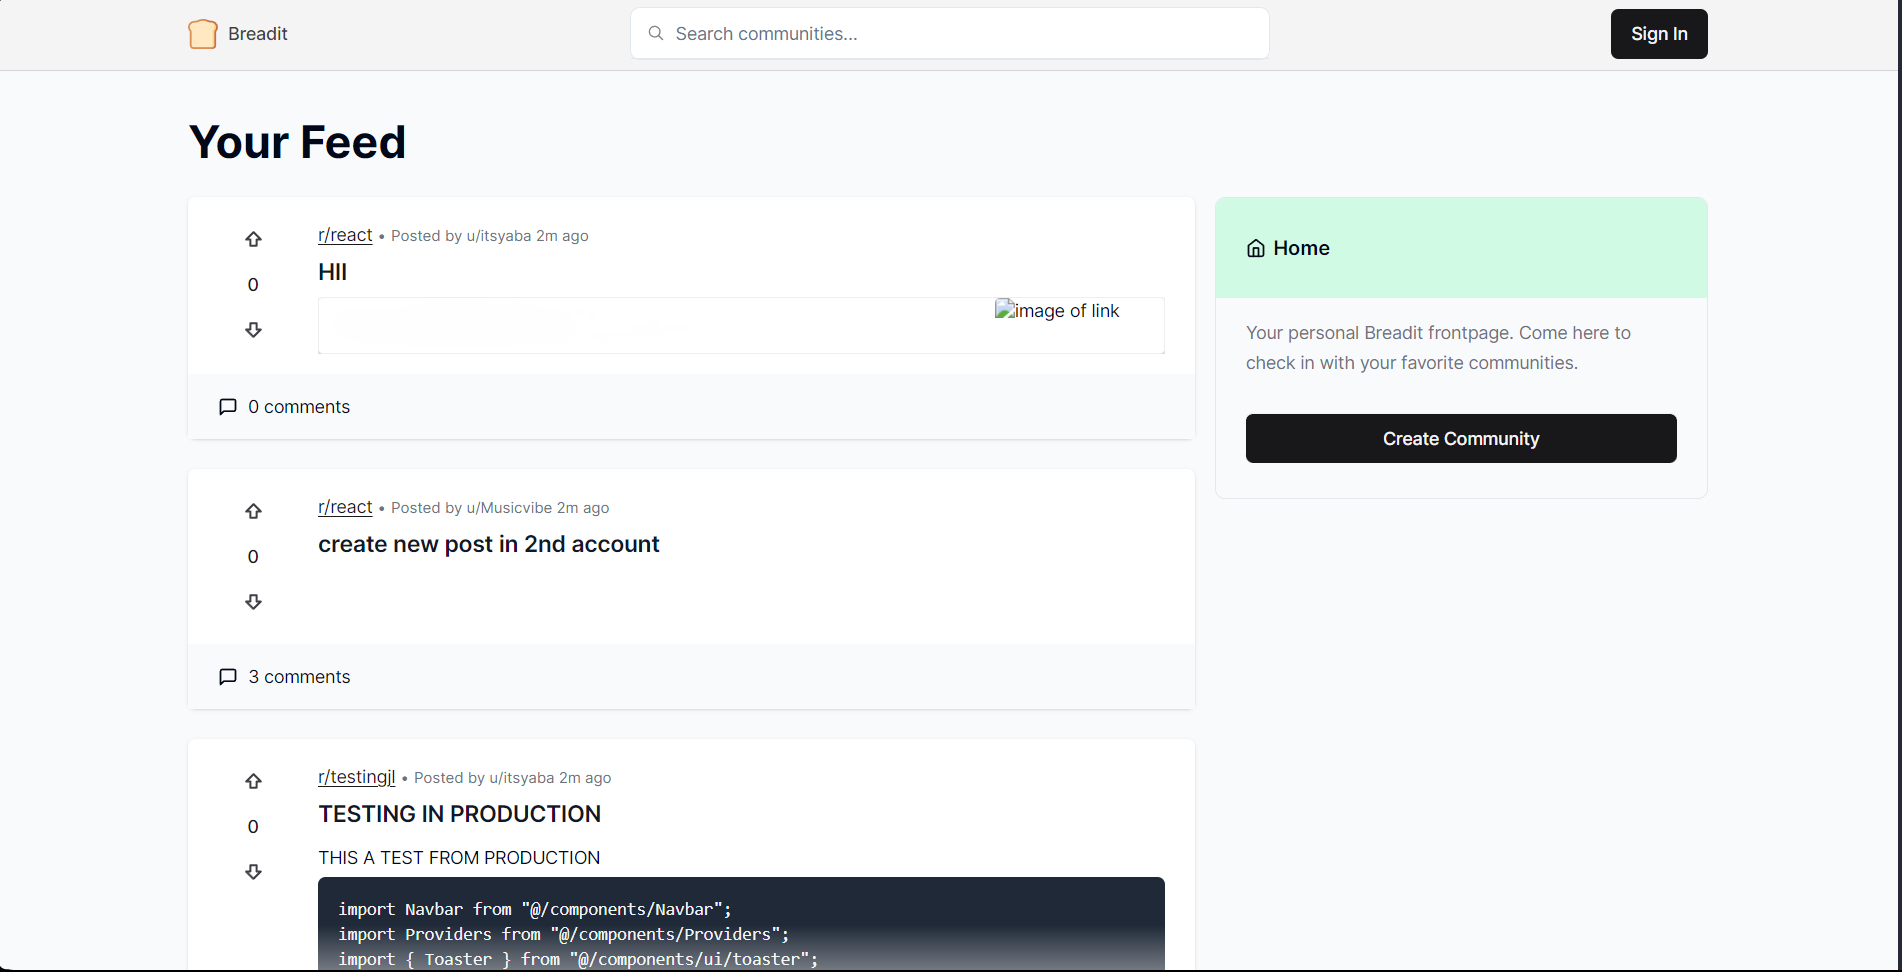 Breadit
Search communities...
Sign In
Your Feed
r/react • Posted by u/itsyaba 2m ago
HII
0
image of link
0 comments
Home
Your personal Breadit frontpage. Come here to
check in with your favorite communities.
Create Community
r/react • Posted by u/Musicvibe 2m ago
create new post in 2nd account
0
3 comments
r/testingjl • Posted by u/itsyaba 2m ago
TESTING IN PRODUCTION
0
THIS A TEST FROM PRODUCTION
import Navbar from "@/components/Navbar";
import Providers from "@/components/Providers";
import { Toaster } from "@/components/ui/toaster";